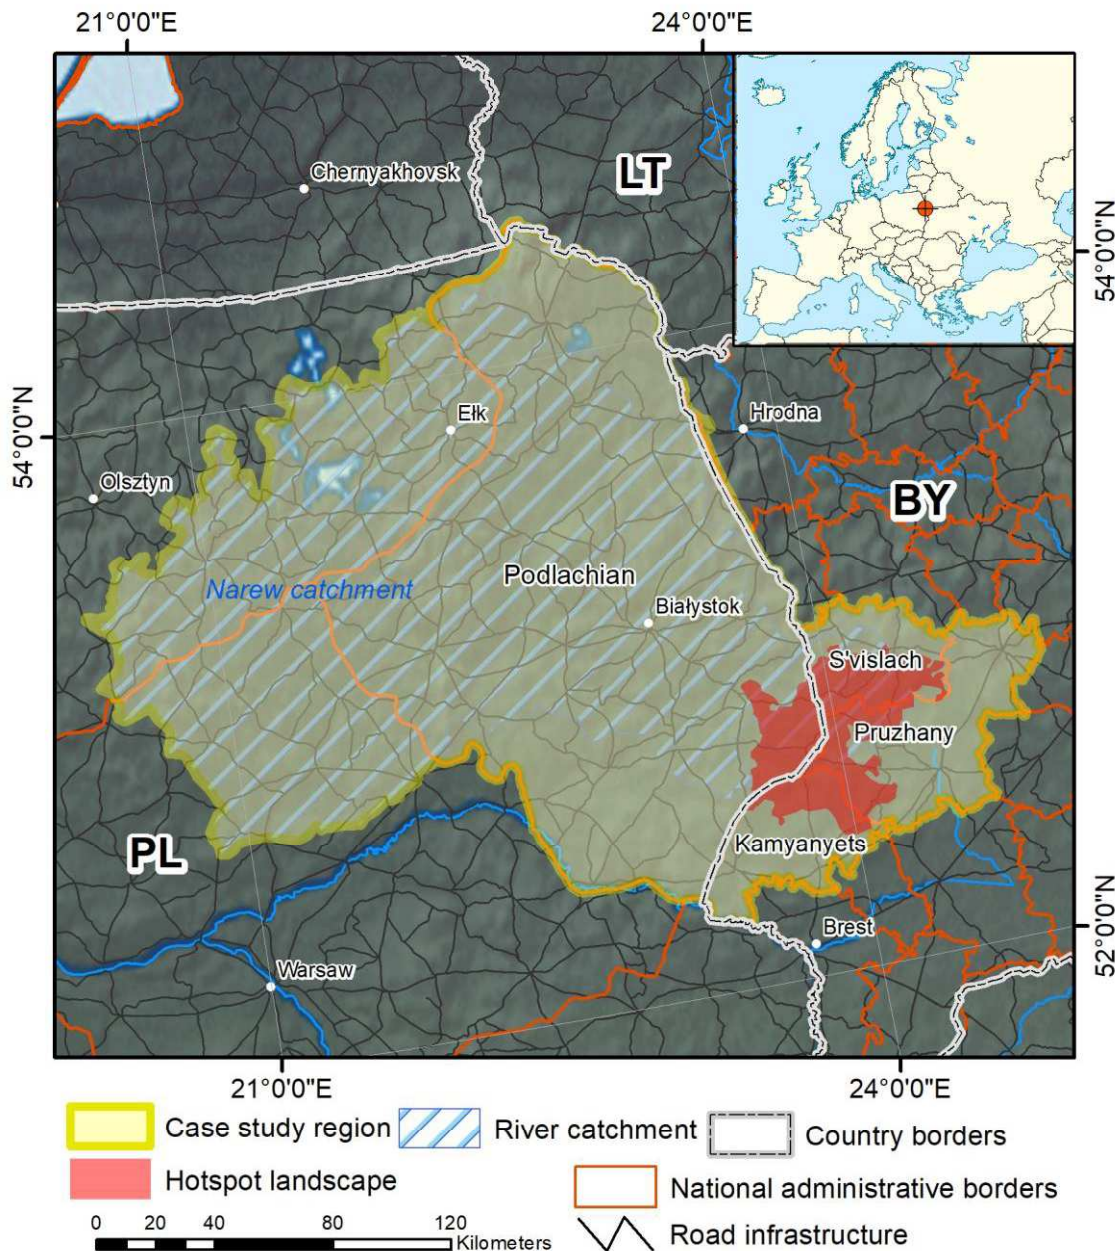 21°0'0"E
24°0'0"E
Chernyakhovsk
LT
54°0'0"N
Hrodna
Ełk
54°0'0"N
Olsztyn
BY
Podlachian
Narew catchment
Białystok
S'vislach
Pruzhany
PL
Kamyanyets
Brest
52°0'0"N
Warsaw
21°0'0"E
24°0'0"E
Case study region
River catchment
Country borders
Hotspot landscape
National administrative borders
0 20 40 80 120
Kilometers
Road infrastructure